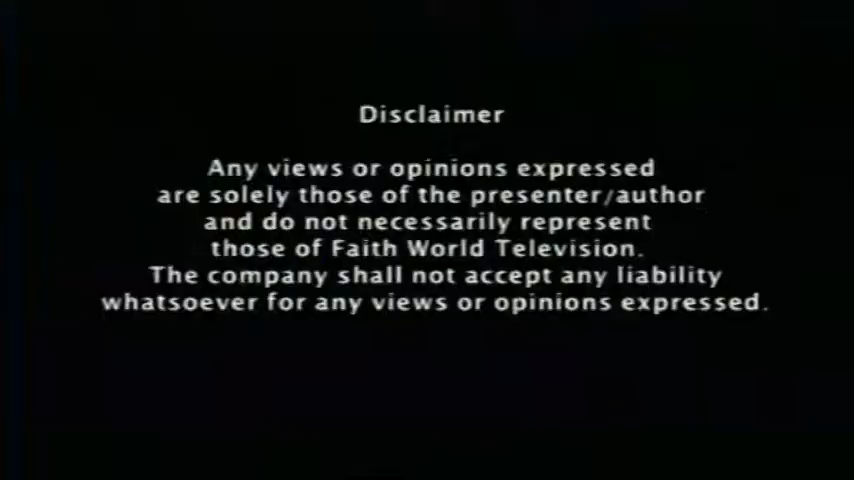 Disclaimer
Any views or opinions expressed
are solely those of the presenter/author
and do not necessarily represent
those of Faith World Television.
The company shall not accept any liability
whatsoever for any views or opinions expressed.